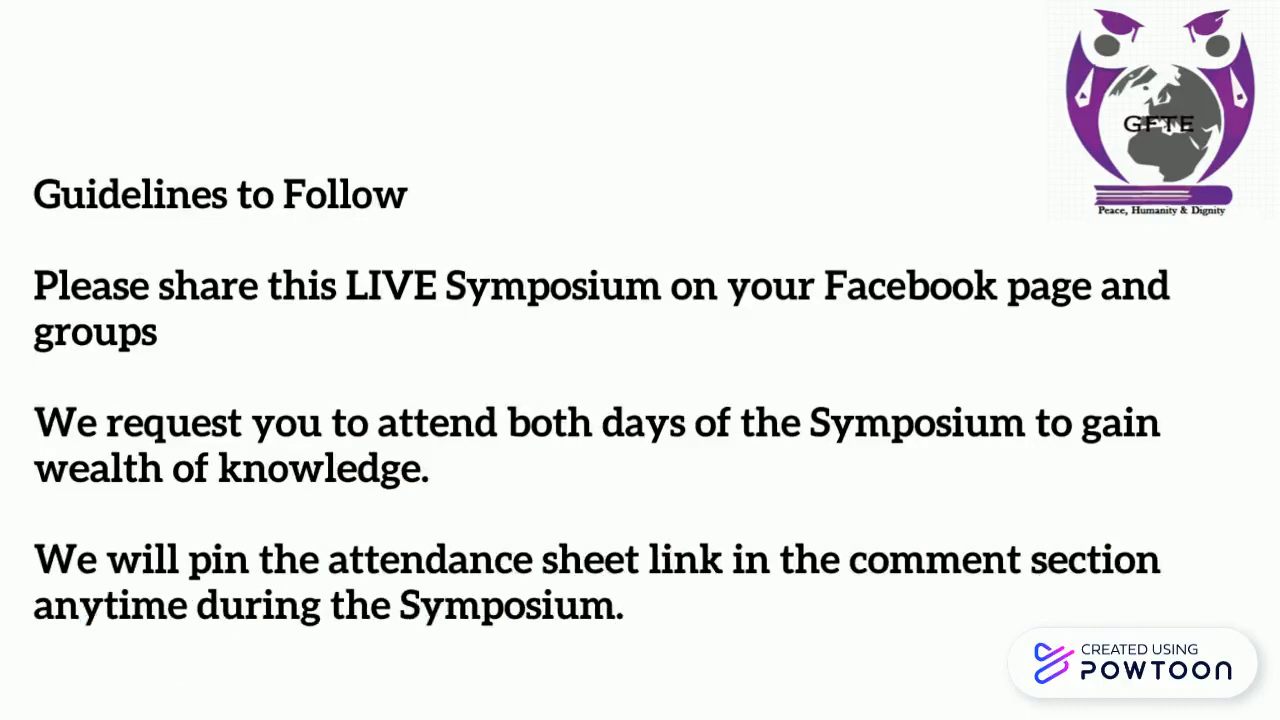 GFTE
Peace, Humanity & Dignity
Guidelines to Follow
Please share this LIVE Symposium on your Facebook page and
groups
We request you to attend both days of the Symposium to gain
wealth of knowledge.
We will pin the attendance sheet link in the comment section
anytime during the Symposium.
CREATED USING
POWTOON